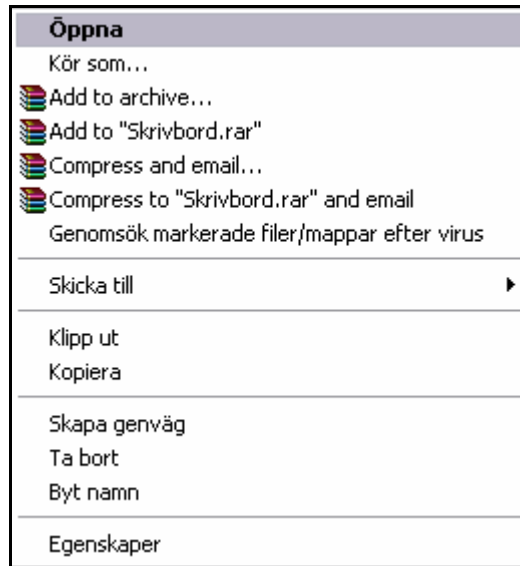 Öppna
Kör som...
Add to archive...
Add to "Skrivbord.rar"
Compress and email...
Compress to "Skrivbord.rar" and email
Genomsök markerade filer/mappar efter virus
Skicka till
Klipp ut
Kopiera
Skapa genväg
Ta bort
Byt namn
Egenskaper